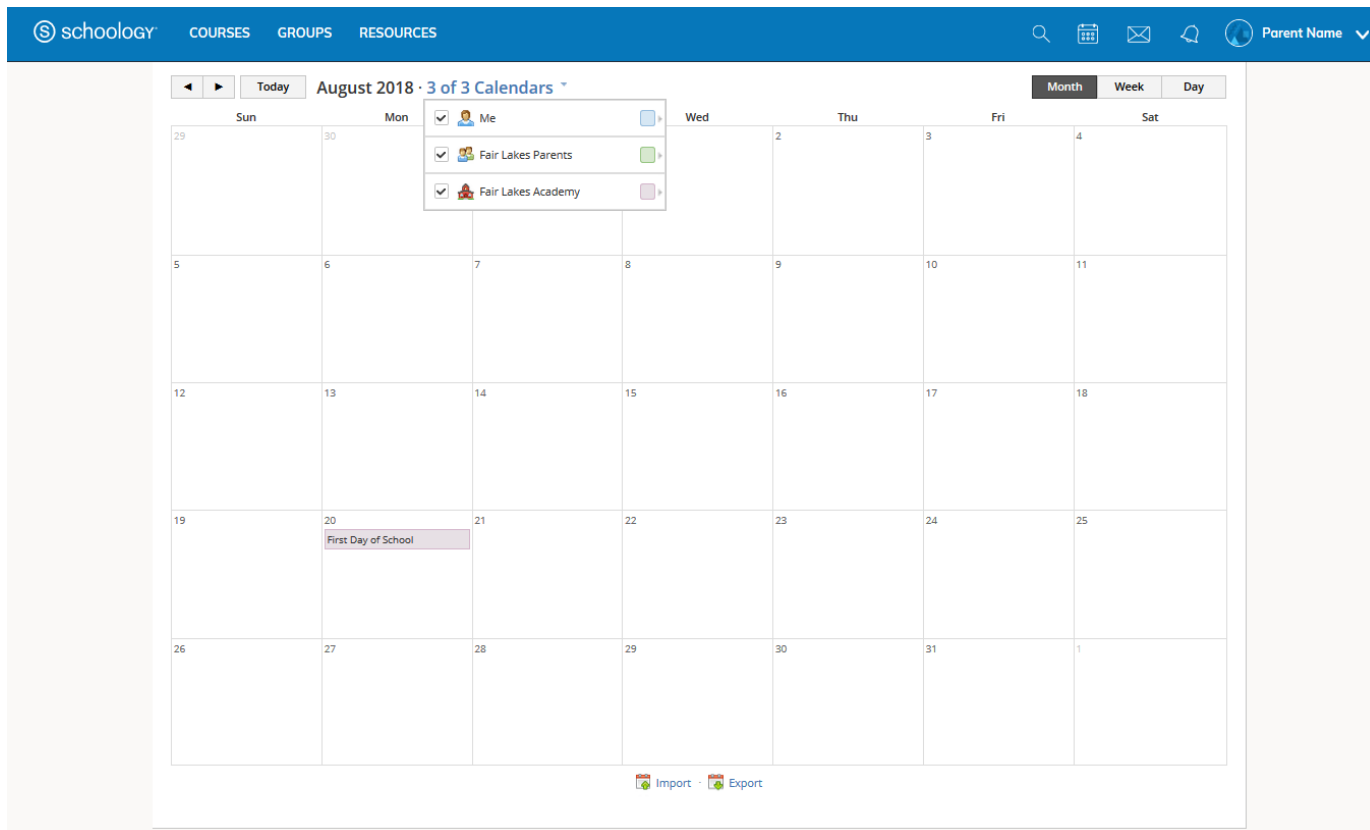 schoology COURSES GROUPS RESOURCES Parent Name
Today August 2018 · 3 of 3 Calendars Month Week Day
Sun Mon Wed Thu Fri Sat
Me
Fair Lakes Parents
Fair Lakes Academy
29 30 2 3 4
5 6 7 8 9 10 11
12 13 14 15 16 17 18
19 20 21 22 23 24 25
First Day of School
26 27 28 29 30 31 1
Import · Export